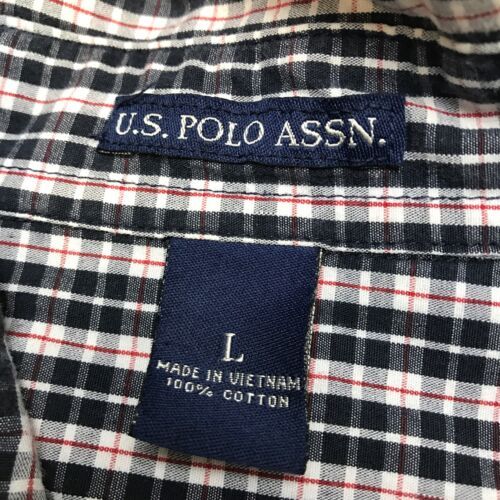 U.S. POLO ASSN.
L
MADE IN VIETNAM
100% COTTON